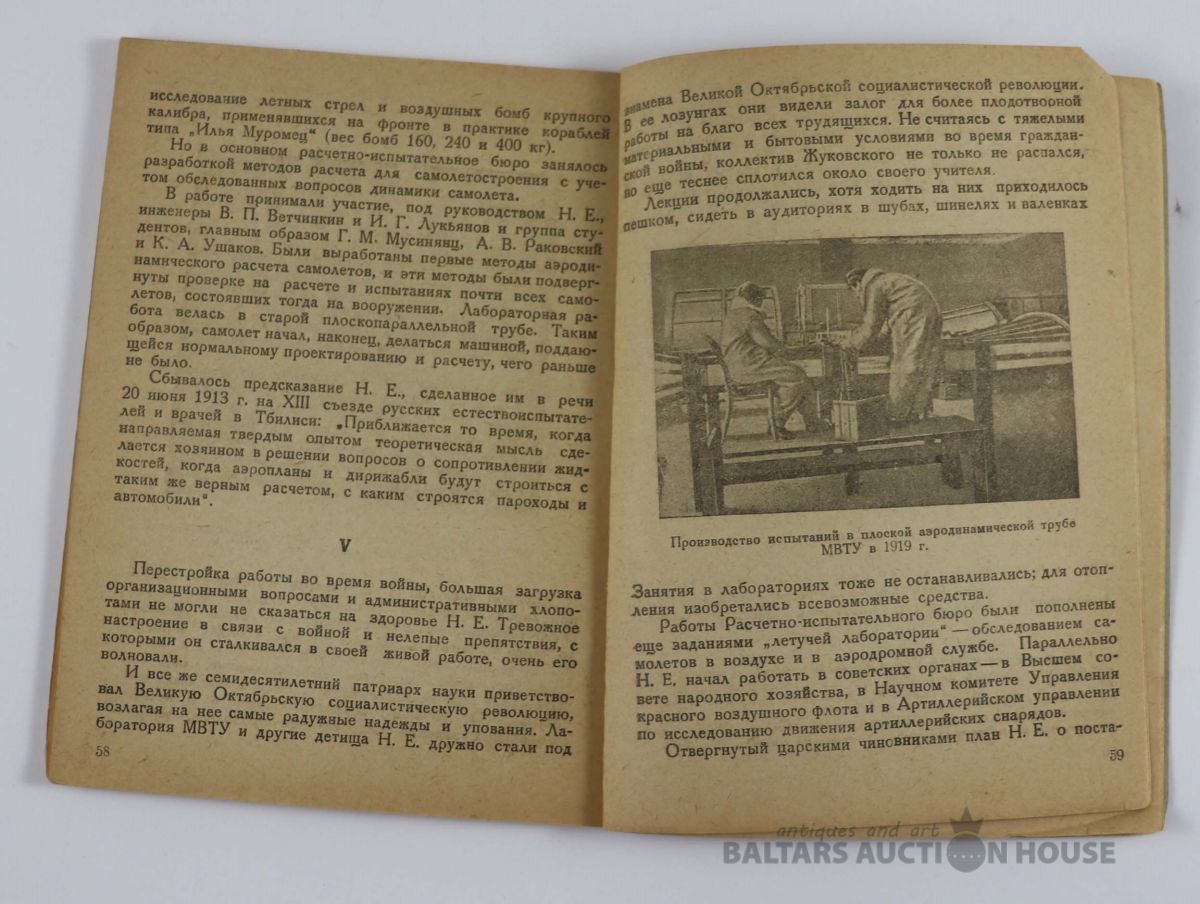 исследование летных стрел и воздушных бомб крупного
калибра, применявшихся на фронте в практике кораблей
типа „Илья Муромец“ (вес бомб 160, 240 и 400 кг).
Но в основном расчетно-испытательное бюро занялось
разработкой методов расчета для самолетостроения с уче-
том обследованных вопросов динамики самолета.
В работе принимали участие, под руководством Н. Е.,
инженеры В. П. Ветчинкин и И. Г. Лукьянов и группа сту-
дентов, главным образом Г. М. Мусинянц, А. В. Раковский
и К. А. Ушаков. Были выработаны первые методы аэроди-
намического расчета самолетов, и эти методы были подверг-
нуты проверке на расчете и испытаниях почти всех само-
летов, состоявших тогда на вооружении. Лабораторная ра-
бота велась в старой плоскопараллельной трубе. Таким
образом, самолет начал, наконец, делаться машиной, поддаю-
щейся нормальному проектированию и расчету, чего раньше
не было.
Сбывалось предсказание Н. Е., сделанное им в речи
20 июня 1913 г. на XIII съезде русских естествоиспытате-
лей и врачей в Тбилиси: „Приближается то время, когда
направляемая твердым опытом теоретическая мысль сде-
лается хозяином в решении вопросов о сопротивлении жид-
костей, когда аэропланы и дирижабли будут строиться с
таким же верным расчетом, с каким строятся пароходы и
автомобили“.
V
Перестройка работы во время войны, большая загрузка
организационными вопросами и административными хлопо-
тами не могли не сказаться на здоровье Н. Е. Тревожное
настроение в связи с войной и нелепые препятствия, с
которыми он сталкивался в своей живой работе, очень его
волновали.
И все же семидесятилетний патриарх науки приветство-
вал Великую Октябрьскую социалистическую революцию,
возлагая на нее самые радужные надежды и упования. Ла-
боратория МВТУ и другие детища Н. Е. дружно стали под
58
знамена Великой Октябрьской социалистической революции.
В ее лозунгах они видели залог для более плодотворной
работы на благо всех трудящихся. Не считаясь с тяжелыми
материальными и бытовыми условиями во время граждан-
ской войны, коллектив Жуковского не только не распался,
но еще теснее сплотился около своего учителя.
Лекции продолжались, хотя ходить на них приходилось
пешком, сидеть в аудиториях в шубах, шинелях и валенках
Производство испытаний в плоской аэродинамической трубе
МВТУ в 1919 г.
Занятия в лабораториях тоже не останавливались; для отоп-
ления изобретались всевозможные средства.
Работы Расчетно-испытательного бюро были пополнены
еще заданиями „летучей лаборатории“ — обследованием са-
молетов в воздухе и в аэродромной службе. Параллельно
Н. Е. начал работать в советских органах — в Высшем со-
вете народного хозяйства, в Научном комитете Управления
красного воздушного флота и в Артиллерийском управлении
по исследованию движения артиллерийских снарядов.
Отвергнутый царскими чиновниками план Н. Е. о поста-
59
antiques and art
BALTARS AUCTION HOUSE